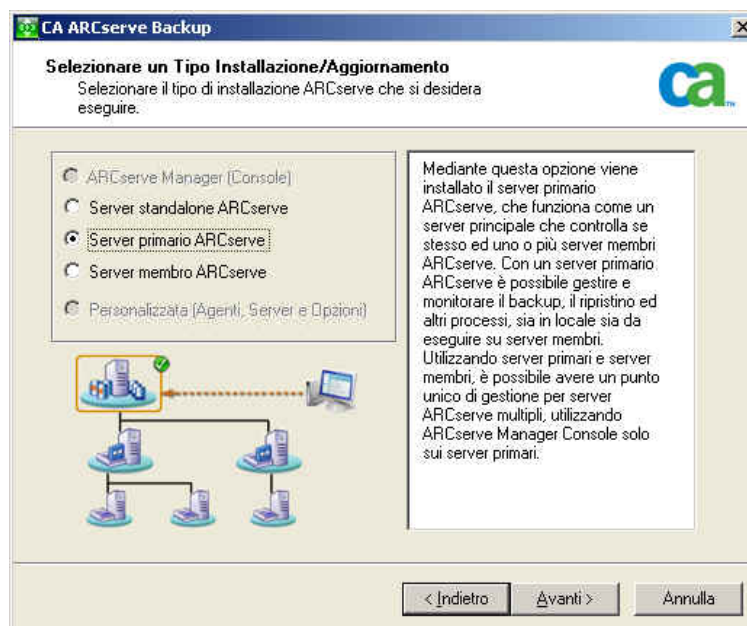 CA ARCserve Backup
Selezionare un Tipo Installazione/Aggiornamento
Selezionare il tipo di installazione ARCserve che si desidera
eseguire.
ca
TM
ARCserve Manager (Console)
Server standalone ARCserve
Server primario ARCserve
Server membro ARCserve
Personalizzata (Agenti, Server e Opzioni)
Mediante questa opzione viene
installato il server primario
ARCserve, che funziona come un
server principale che controlla se
stesso ed uno o più server membri
ARCserve. Con un server primario
ARCserve è possibile gestire e
monitorare il backup, il ripristino ed
altri processi, sia in locale sia da
eseguire su server membri.
Utilizzando server primari e server
membri, è possibile avere un punto
unico di gestione per server
ARCserve multipli, utilizzando
ARCserve Manager Console solo
sui server primari.
< Indietro
Avanti >
Annulla